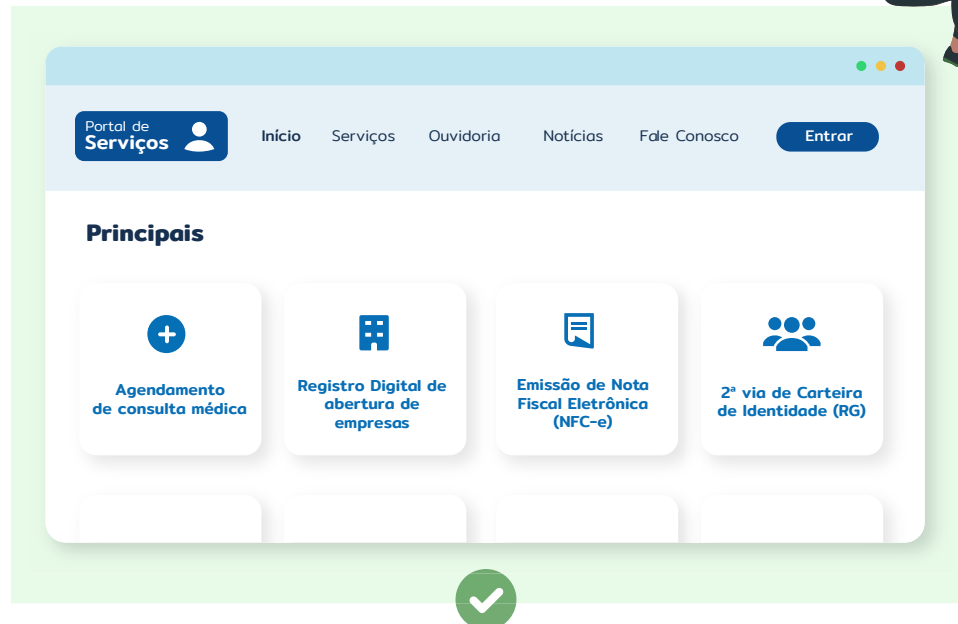 Portal de
Serviços
Início Serviços Ouvidoria Notícias Fale Conosco Entrar
Principais
Agendamento
de consulta médica
Registro Digital de
abertura de
empresas
Emissão de Nota
Fiscal Eletrônica
(NFC-e)
2ª via de Carteira
de Identidade (RG)